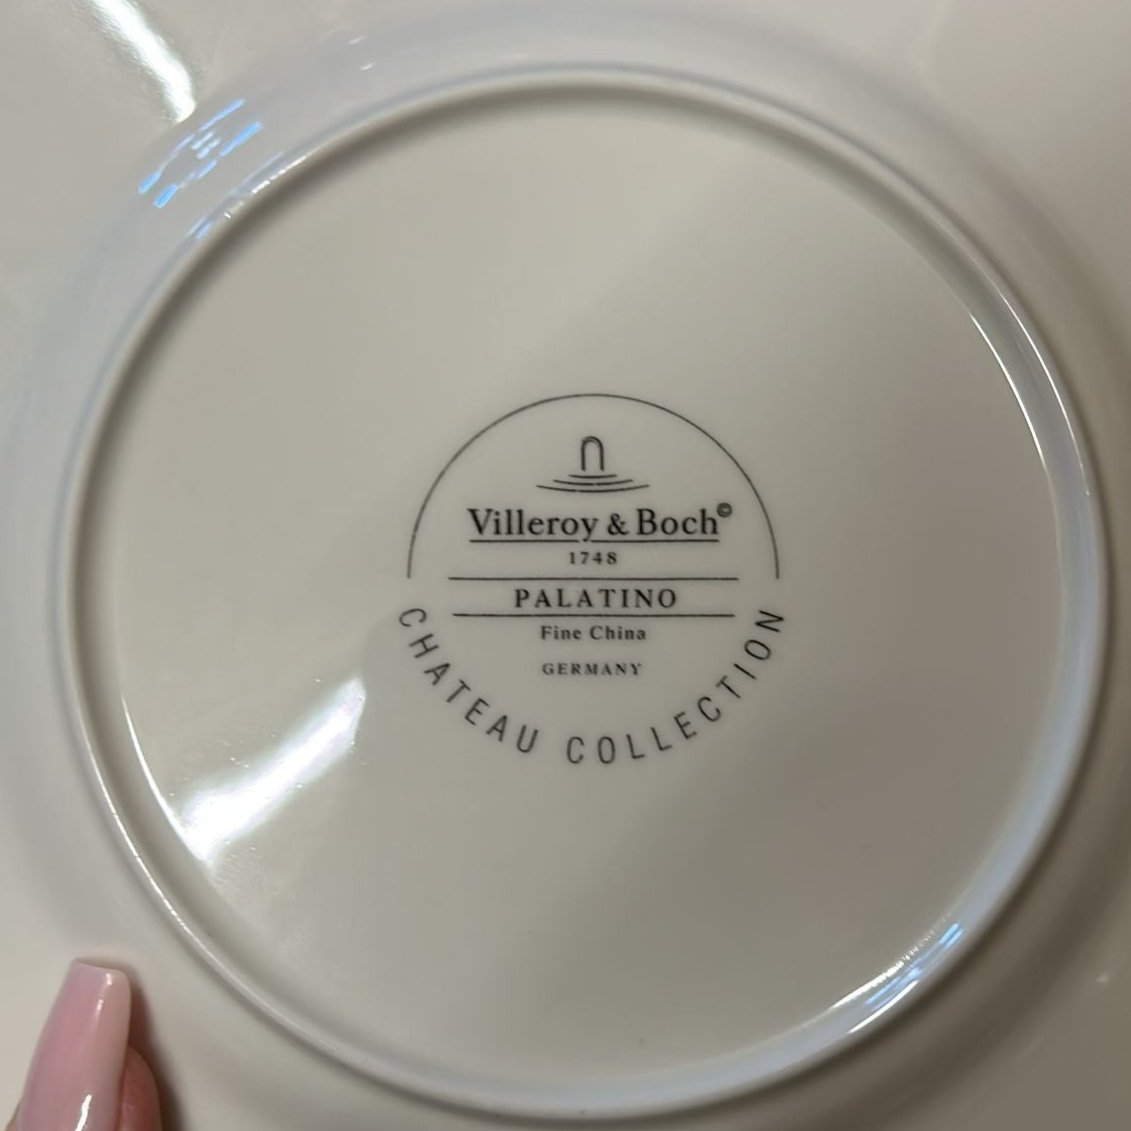 Villeroy & Boch©
1748
PALATINO
Fine China
GERMANY
CHATEAU COLLECTION